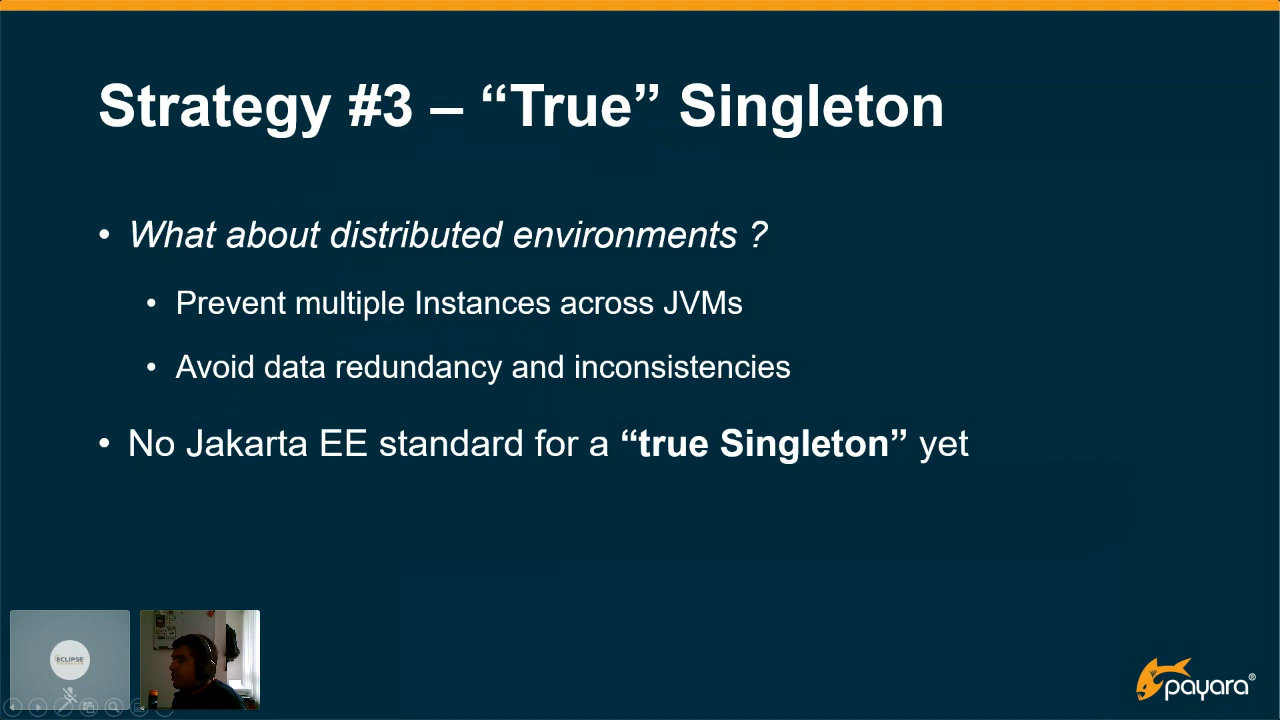 Strategy #3 – “True” Singleton
• What about distributed environments ?
• Prevent multiple Instances across JVMs
• Avoid data redundancy and inconsistencies
• No Jakarta EE standard for a “true Singleton” yet
ECLIPSE
FOUNDATION
payara®